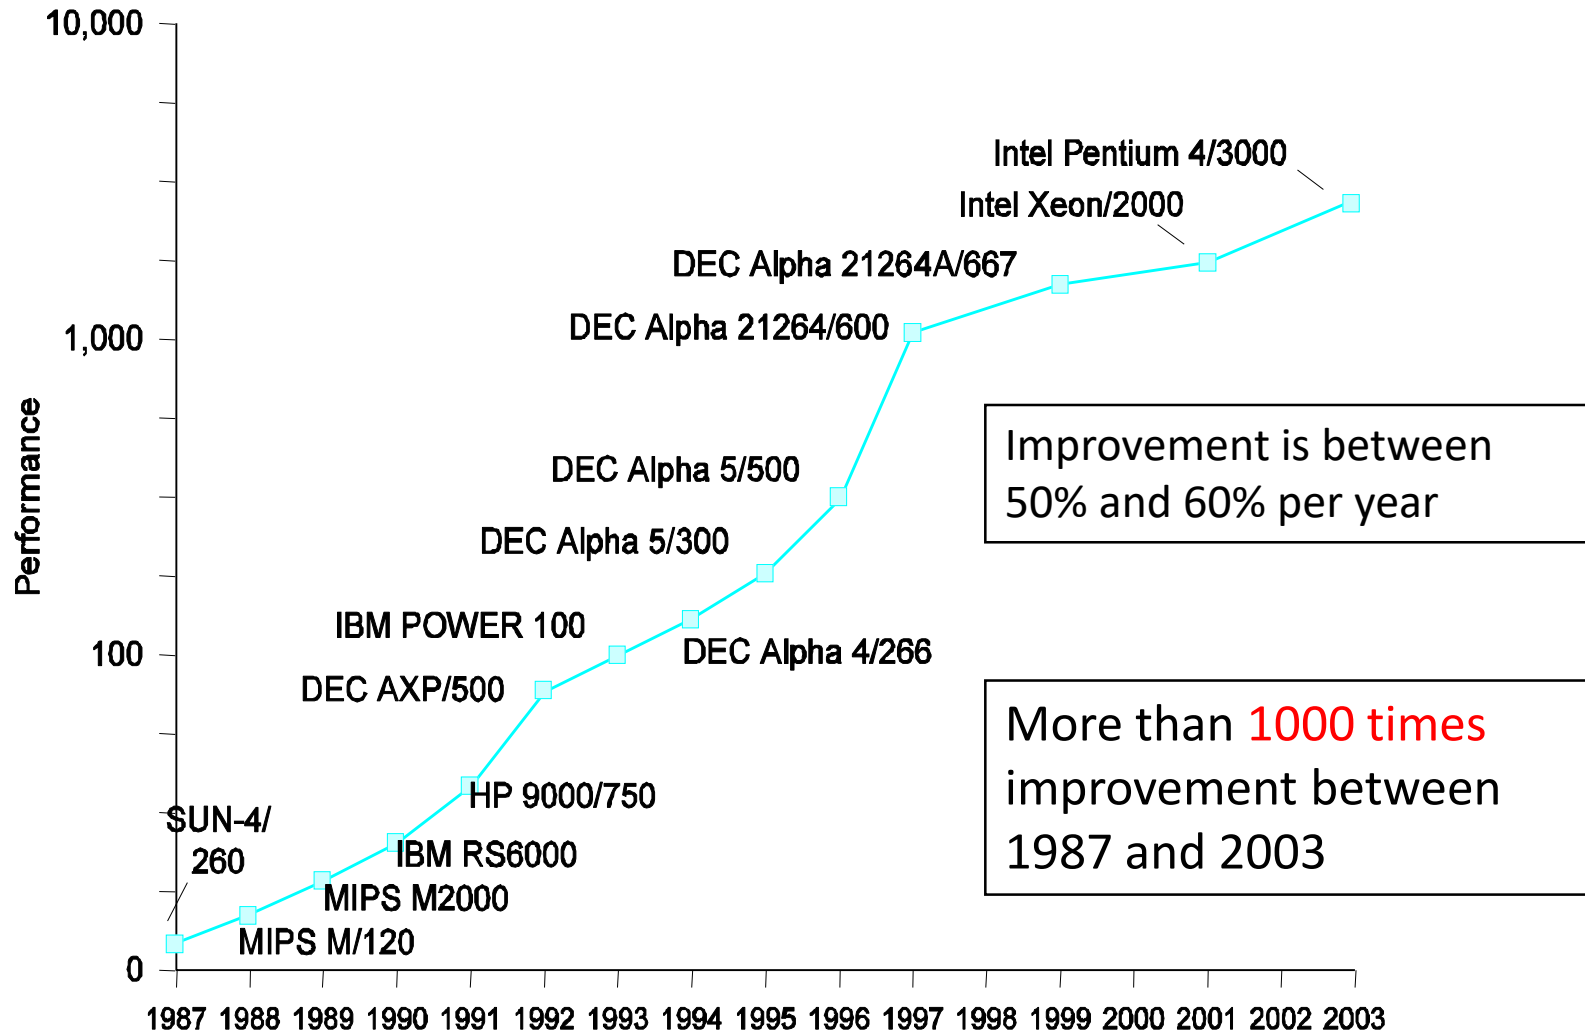 10,000
1,000
100
0
Performance
Intel Pentium 4/3000
Intel Xeon/2000
DEC Alpha 21264A/667
DEC Alpha 21264/600
DEC Alpha 5/500
DEC Alpha 5/300
IBM POWER 100
DEC Alpha 4/266
DEC AXP/500
HP 9000/750
SUN-4/
260
IBM RS6000
MIPS M2000
MIPS M/120
Improvement is between
50% and 60% per year
More than 1000 times
improvement between
1987 and 2003
1987 1988 1989 1990 1991 1992 1993 1994 1995 1996 1997 1998 1999 2000 2001 2002 2003